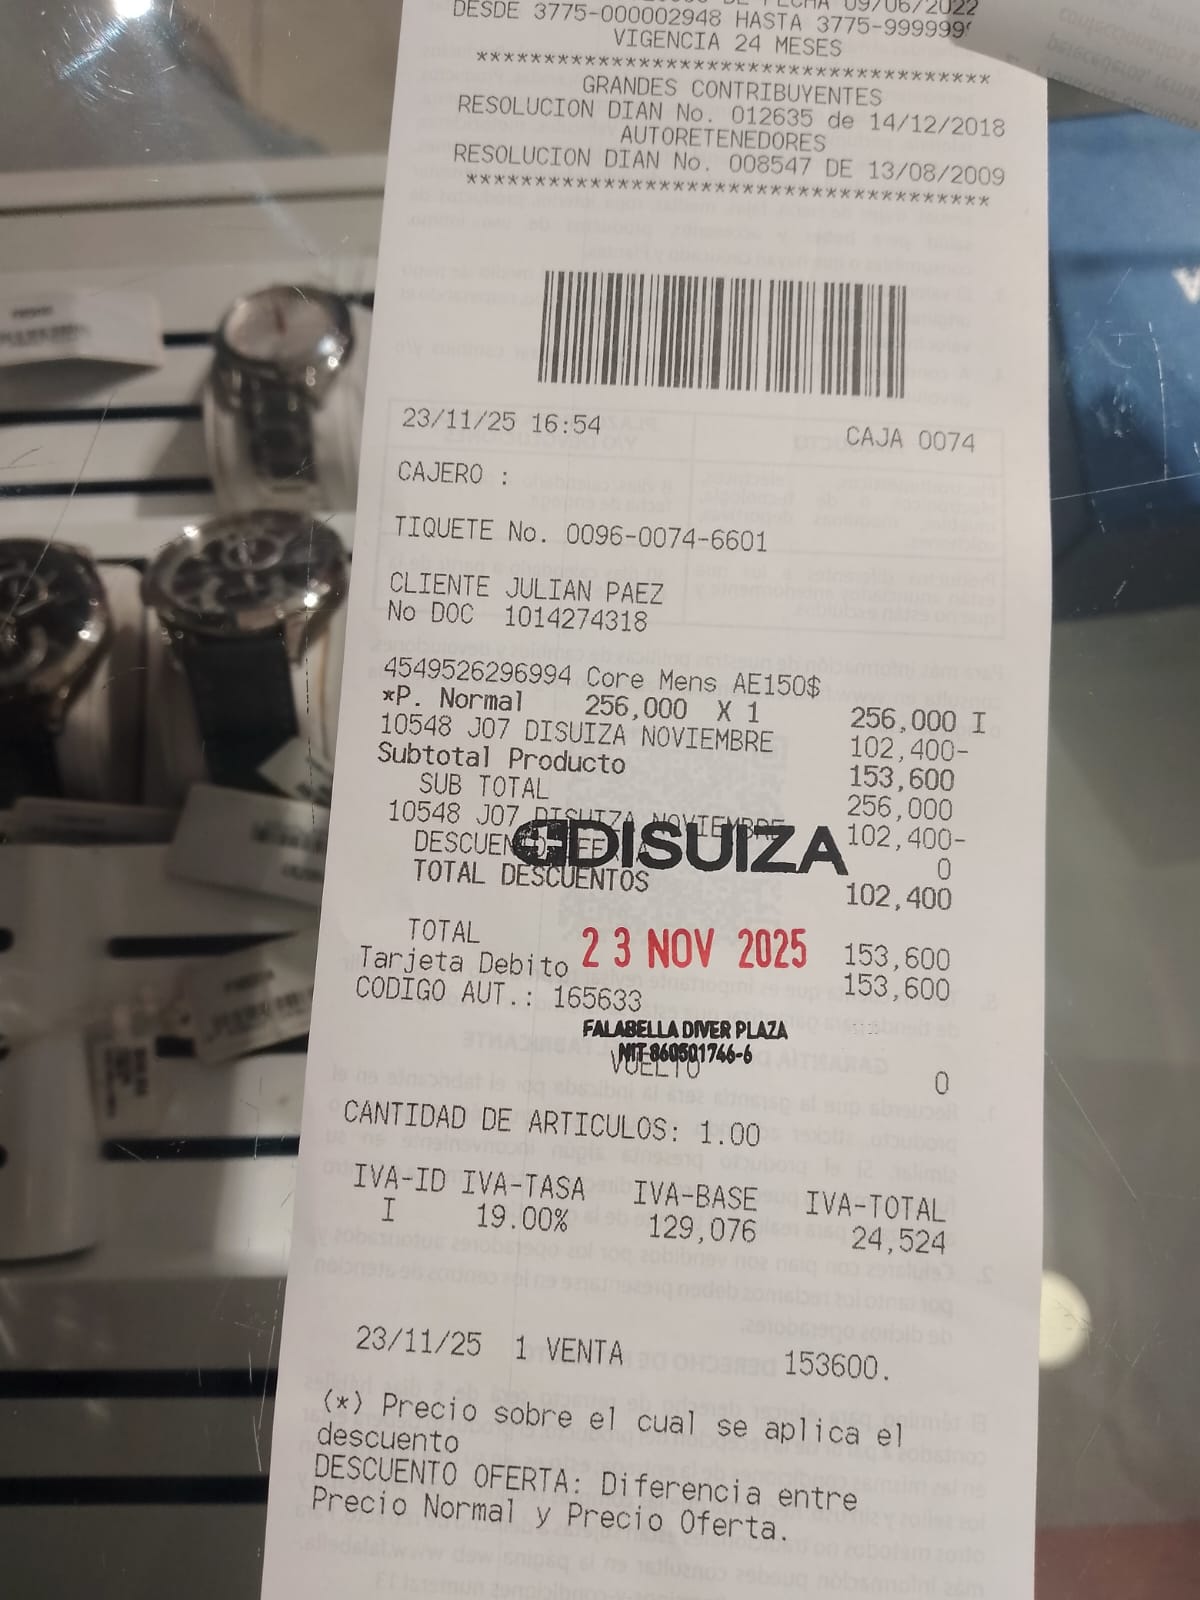 DE FECHA 09/06/2022
DESDE 3775-000002948 HASTA 3775-999999
VIGENCIA 24 MESES
****************************************
GRANDES CONTRIBUYENTES
RESOLUCION DIAN No. 012635 de 14/12/2018
AUTORETENEDORES
RESOLUCION DIAN No. 008547 DE 13/08/2009
****************************************
23/11/25 16:54 CAJA 0074
CAJERO :
TIQUETE No. 0096-0074-6601
CLIENTE JULIAN PAEZ
No DOC 1014274318
4549526296994 Core Mens AE150$
*P. Normal 256,000 X 1 256,000 I
10548 J07 DISUIZA NOVIEMBRE 102,400-
Subtotal Producto 153,600
SUB TOTAL 256,000
10548 J07 DISUIZA NOVIEMBRE 102,400-
DISUIZA
DESCUENTO 0
TOTAL DESCUENTOS 102,400
TOTAL 153,600
23 NOV 2025
Tarjeta Debito 153,600
CODIGO AUT.: 165633
FALABELLA DIVER PLAZA
NIT 860501746-6
VUELTO 0
CANTIDAD DE ARTICULOS: 1.00
IVA-ID IVA-TASA IVA-BASE IVA-TOTAL
I 19.00% 129,076 24,524
23/11/25 1 VENTA 153600.
(*) Precio sobre el cual se aplica el
descuento
DESCUENTO OFERTA: Diferencia entre
Precio Normal y Precio Oferta.